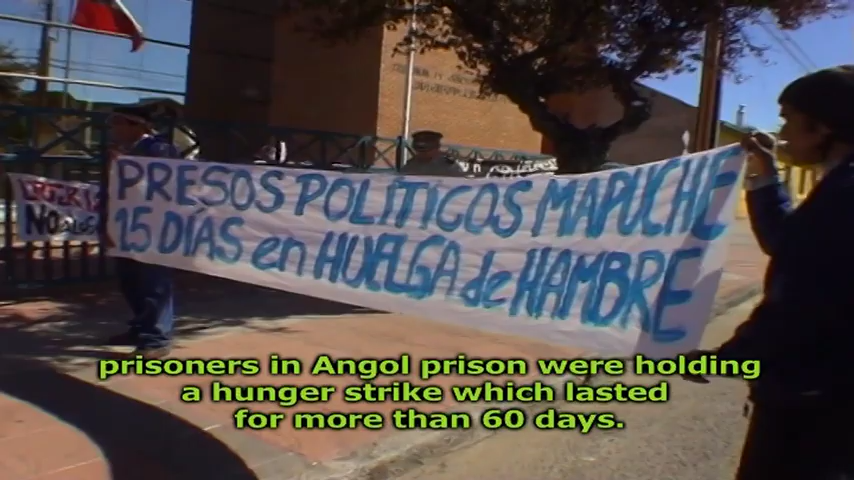 PRESOS POLITICOS MAPUCHE
15 DÍAS en HUELGA de HAMBRE
NO
prisoners in Angol prison were holding
a hunger strike which lasted
for more than 60 days.